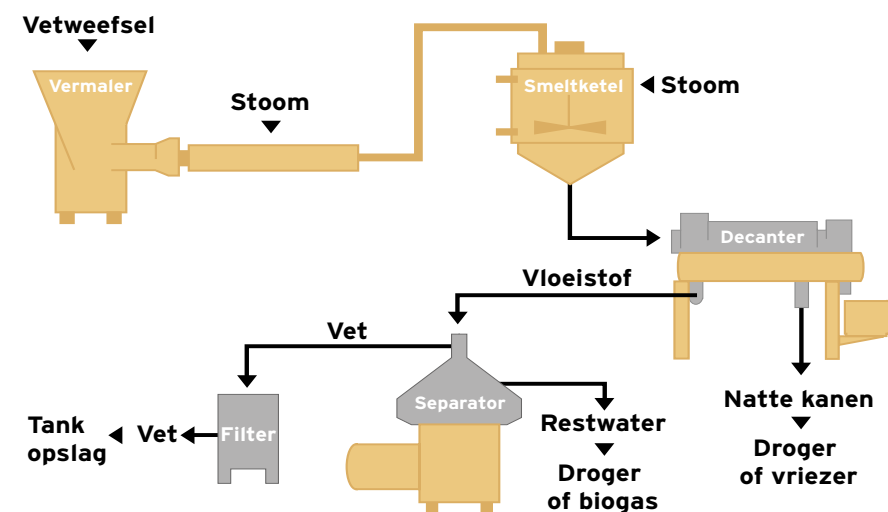 Vetweefsel
Vermaler
Stoom
Smeltketel
Stoom
Decanter
Vloeistof
Vet
Separator
Restwater
Droger
of biogas
Natte kanen
Droger
of vriezer
Filter
Vet
Tank
opslag